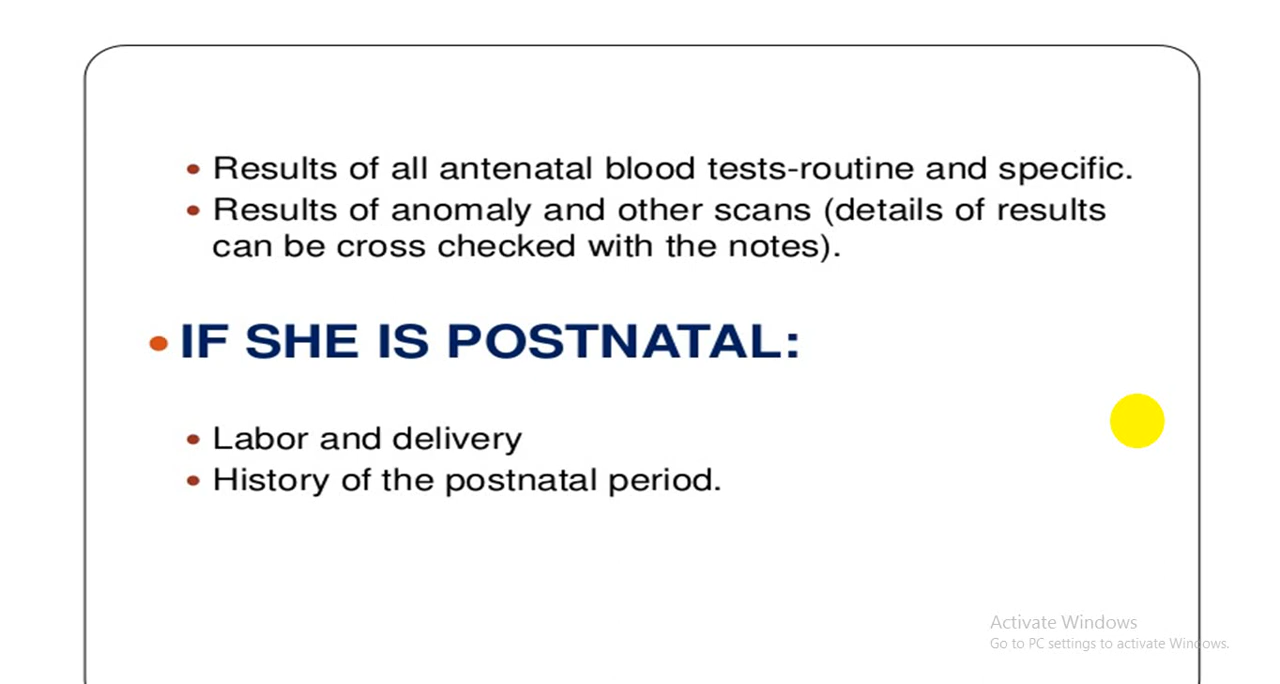 • Results of all antenatal blood tests-routine and specific.
• Results of anomaly and other scans (details of results
can be cross checked with the notes).
• IF SHE IS POSTNATAL:
• Labor and delivery
• History of the postnatal period.
Activate Windows
Go to PC settings to activate Windows.